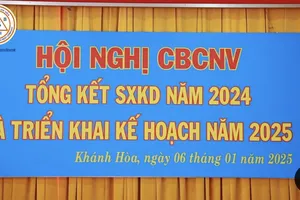 HỘI NGHỊ CBCNV
TỔNG KẾT SXKD NĂM 2024
TRIỂN KHAI KẾ HOẠCH NĂM 2025
Khánh Hòa, ngày 06 tháng 01 năm 2025